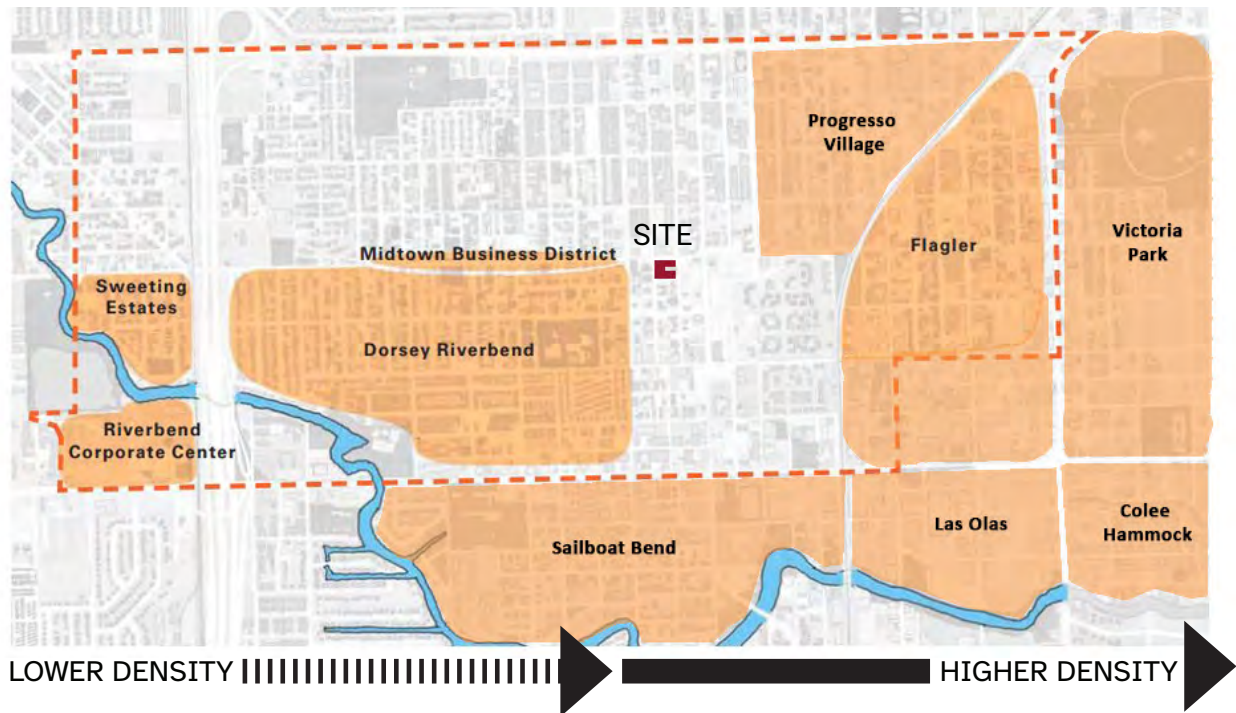 Progresso
Village
SITE
Midtown Business District
Flagler
Victoria
Park
Sweeting
Estates
Dorsey Riverbend
Riverbend
Corporate Center
Sailboat Bend
Las Olas
Colee
Hammock
LOWER DENSITY
HIGHER DENSITY